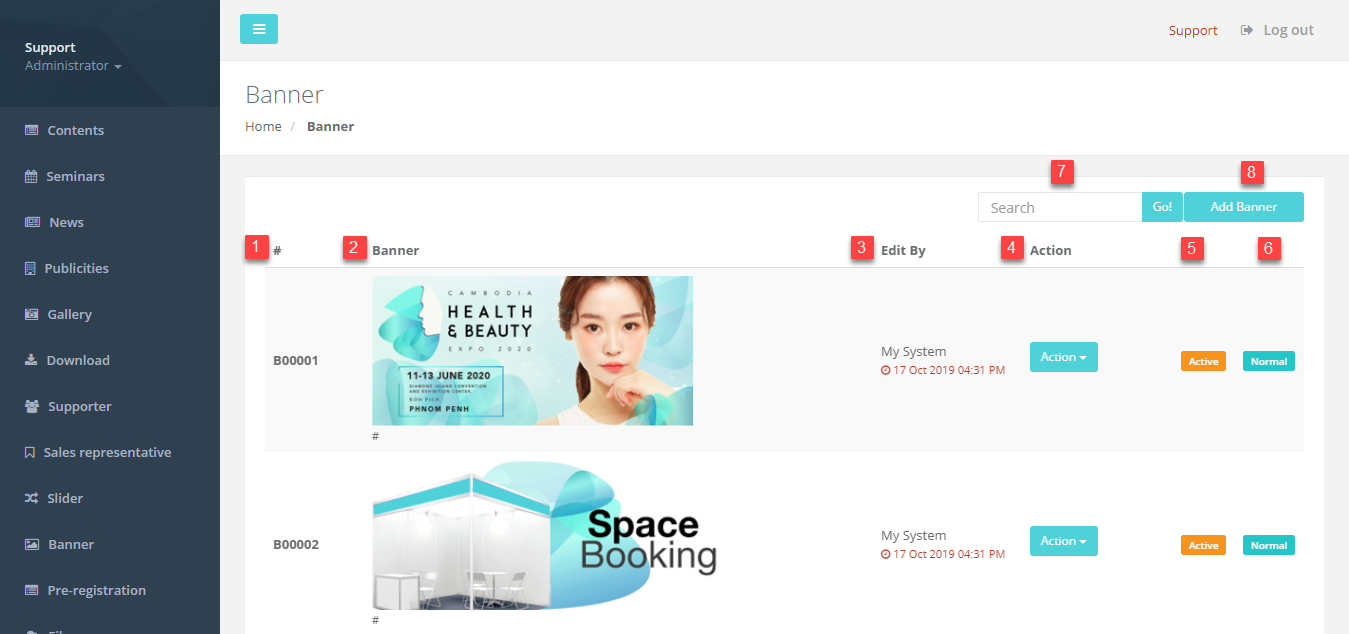 Support
Administrator
Contents
Seminars
News
Publicities
Gallery
Download
Supporter
Sales representative
Slider
Banner
Pre-registration
Support
Log out
Banner
Home / Banner
7
8
Search
Go!
Add Banner
1 # 2 Banner 3 Edit By 4 Action 5 6
B00001
CAMBODIA
HEALTH
& BEAUTY
EXPO 2020
11-13 JUNE 2020
DIAMOND ISLAND CONVENTION
AND EXHIBITION CENTER,
KOH PICH
PHNOM PENH
#
My System
17 Oct 2019 04:31 PM
Action
Active
Normal
B00002
Space
Booking
#
My System
17 Oct 2019 04:31 PM
Action
Active
Normal